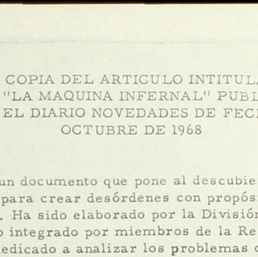 COPIA DEL ARTICULO INTITUL
"LA MAQUINA INFERNAL" PUBL
EL DIARIO NOVEDADES DE FEC
OCTUBRE DE 1968
un documento que pone al descubie
para crear desórdenes con propós
. Ha sido elaborado por la División
o integrado por miembros de la Re
edicado a analizar los problemas